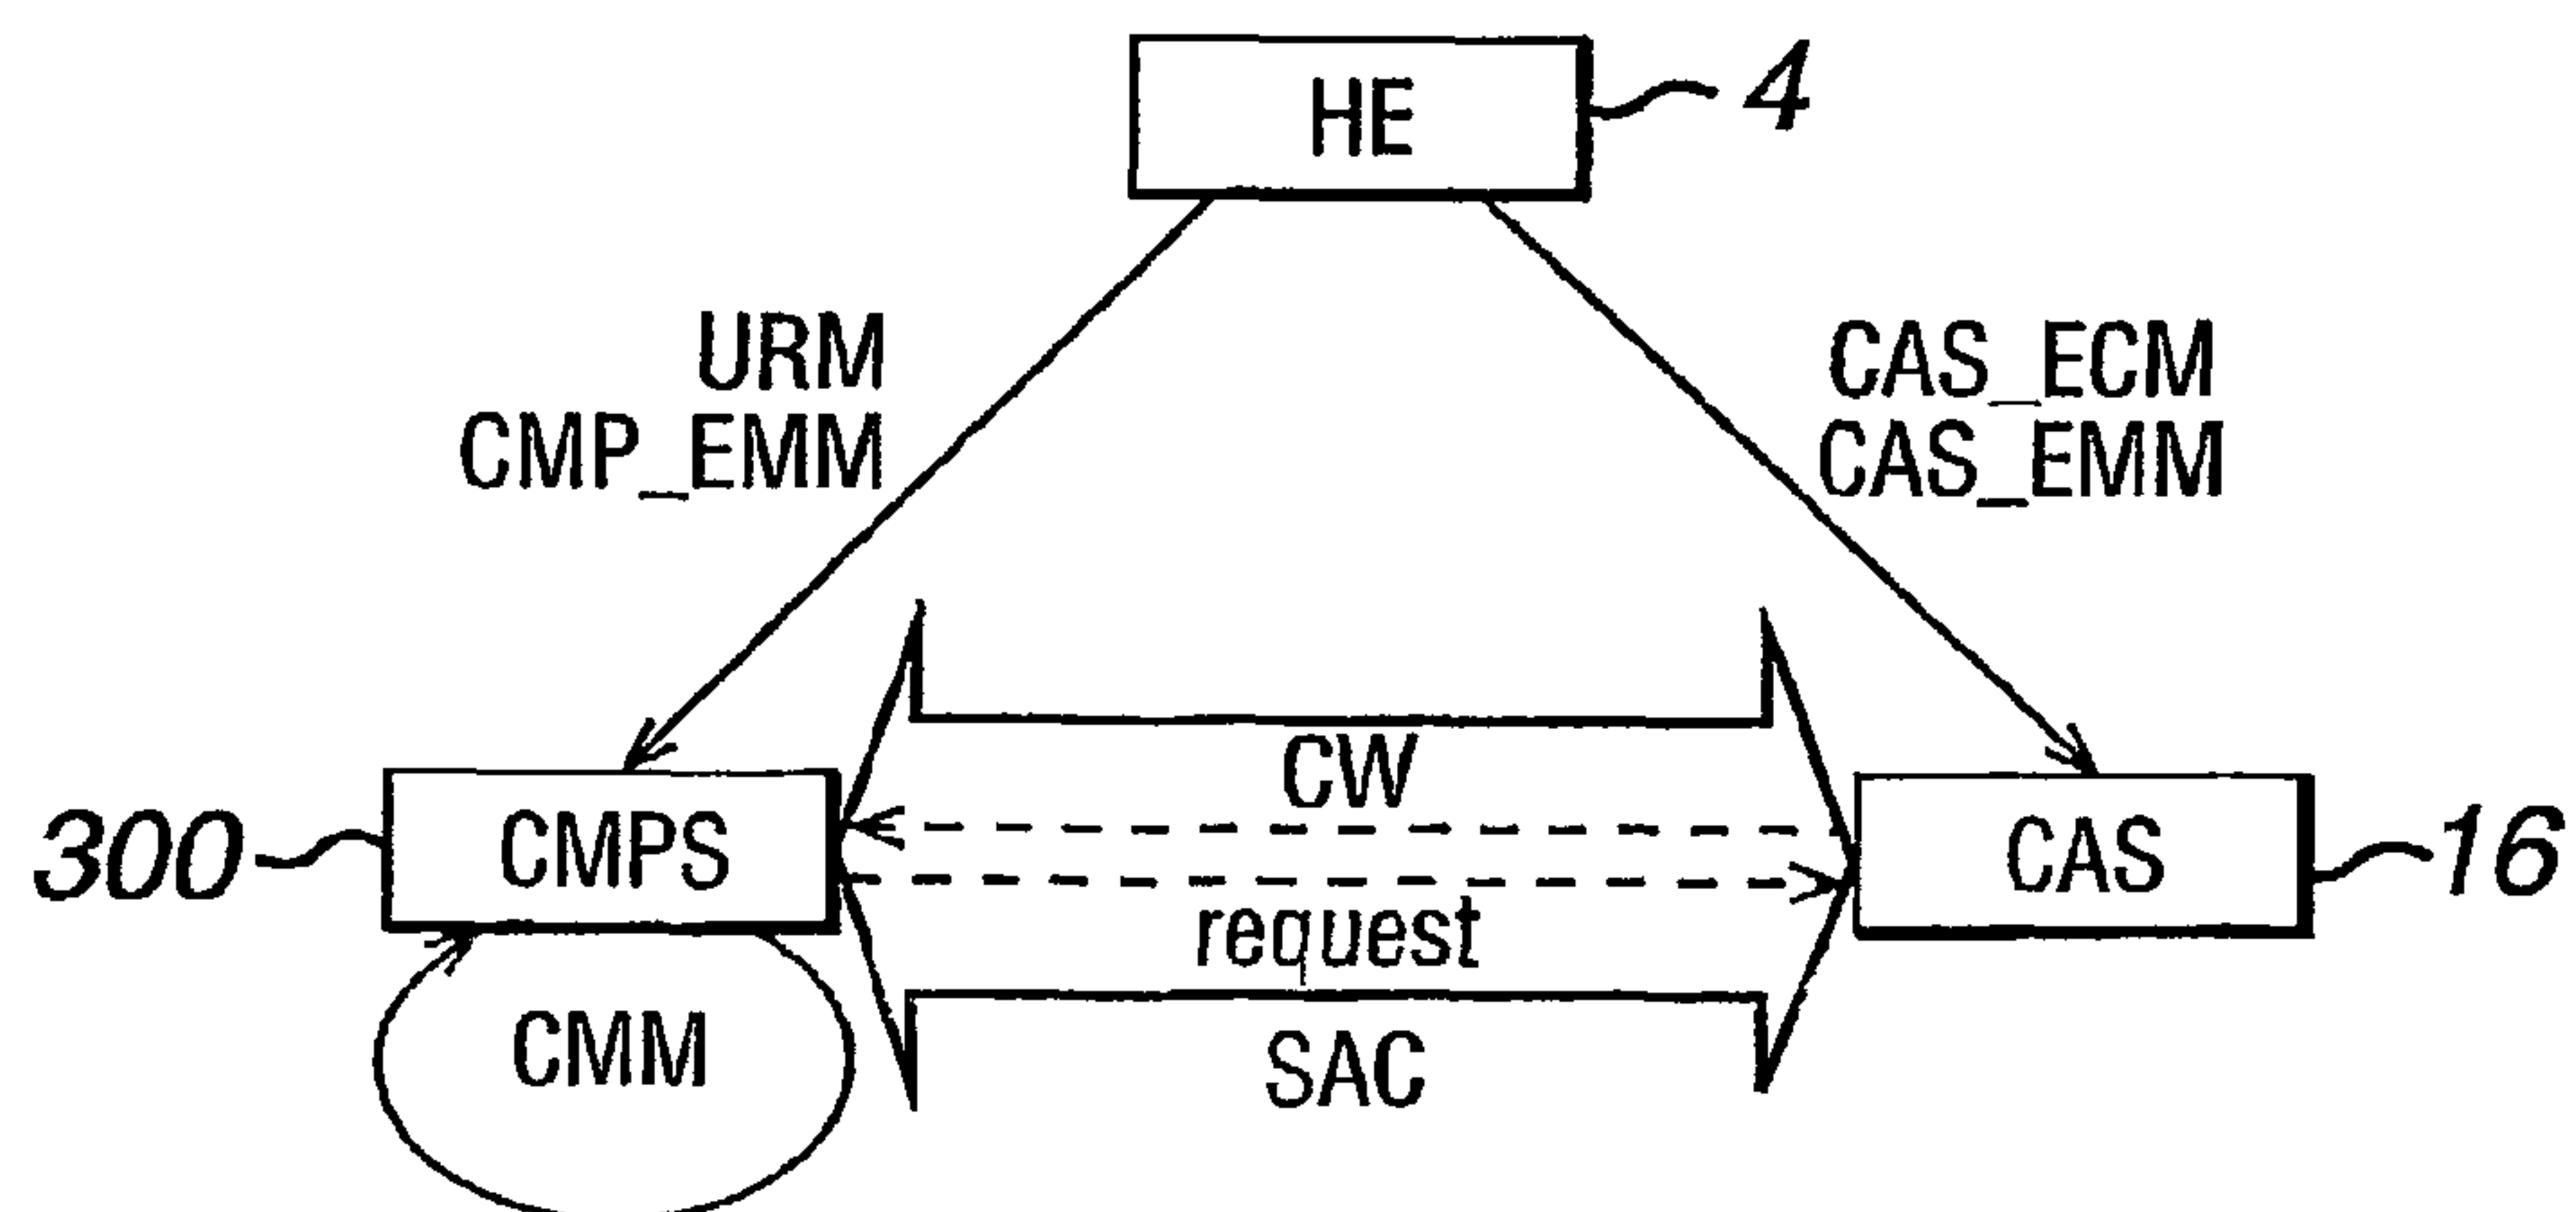 HE
4
URM
CMP_EMM
CAS_ECM
CAS_EMM
CW
300
CMPS
CAS
16
request
CMM
SAC